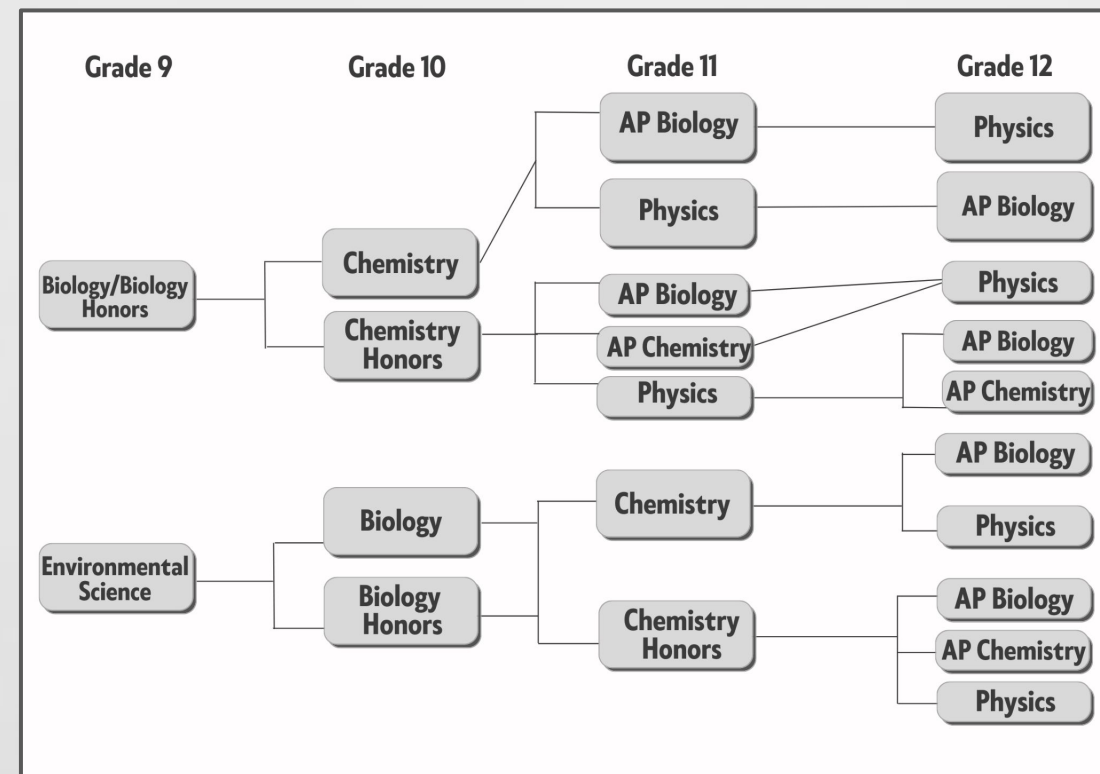 Grade 9
Grade 10
Grade 11
Grade 12
AP Biology
Physics
Physics
AP Biology
Biology/Biology
Honors
Chemistry
Chemistry
Honors
AP Biology
AP Chemistry
Physics
Physics
AP Biology
AP Chemistry
Environmental
Science
Biology
Biology
Honors
Chemistry
Chemistry
Honors
AP Biology
Physics
AP Biology
AP Chemistry
Physics